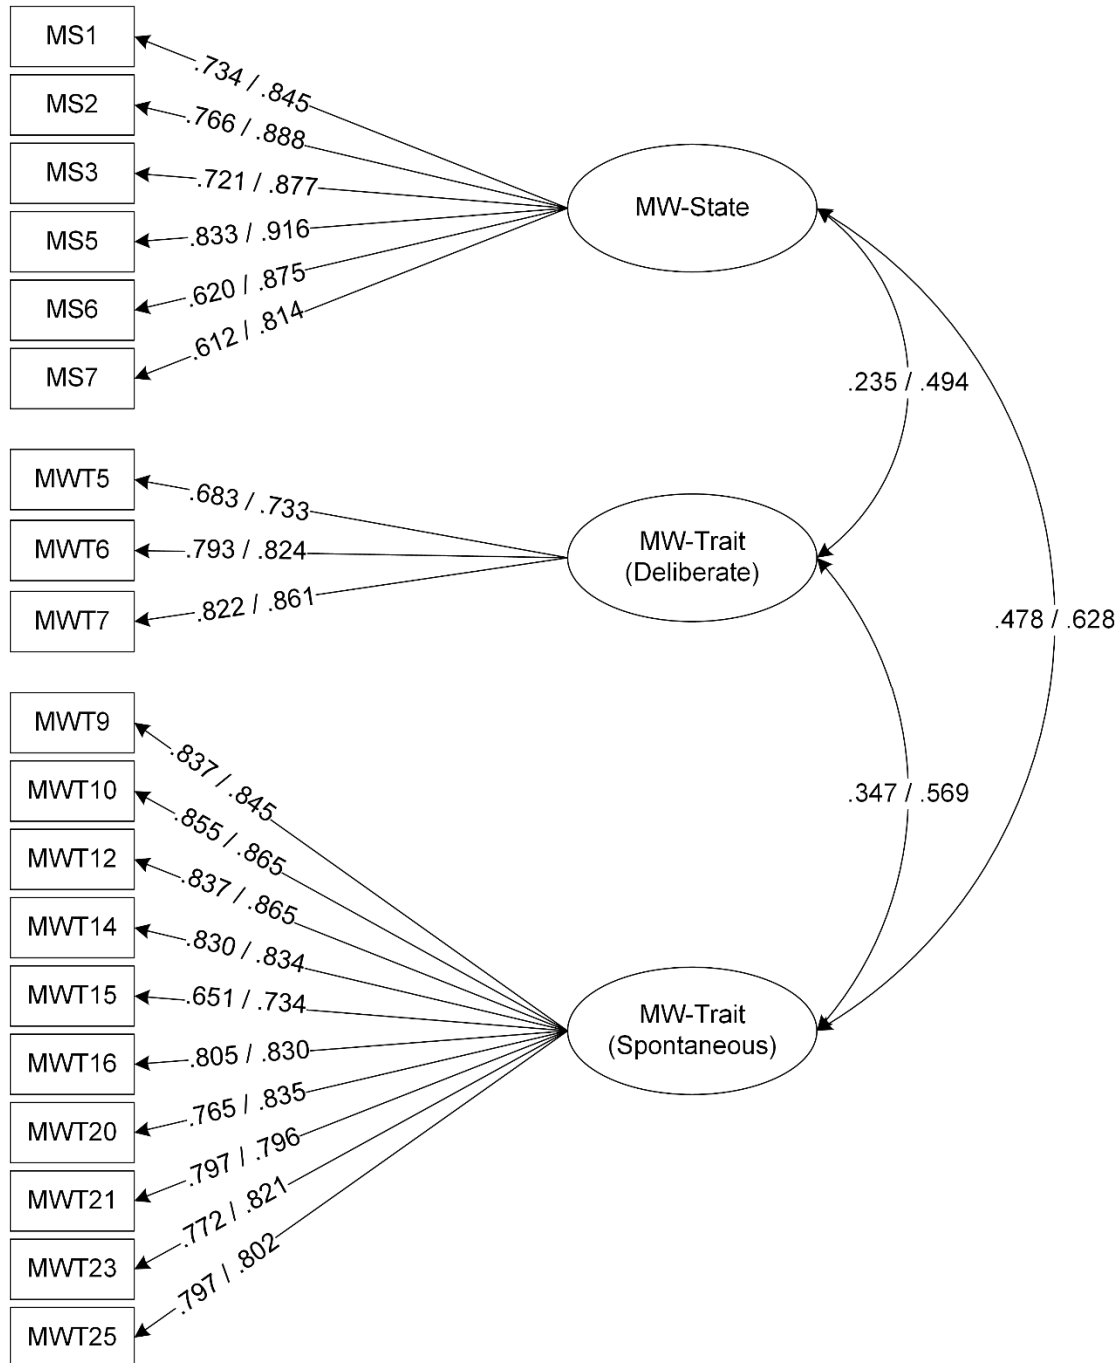 MS1
.734 / .845
MS2
.766 / .888
MS3
.721 / .877
MW-State
MS5
.833 / .916
MS6
.620 / .875
MS7
.612 / .814
.235 / .494
MWT5
.683 / .733
MWT6
.793 / .824
MW-Trait
(Deliberate)
MWT7
.822 / .861
.478 / .628
MWT9
.837 / .845
MWT10
.855 / .865
.347 / .569
MWT12
.837 / .865
MWT14
.830 / .834
MWT15
.651 / .734
MW-Trait
(Spontaneous)
MWT16
.805 / .830
MWT20
.765 / .835
MWT21
.797 / .796
MWT23
.772 / .821
MWT25
.797 / .802